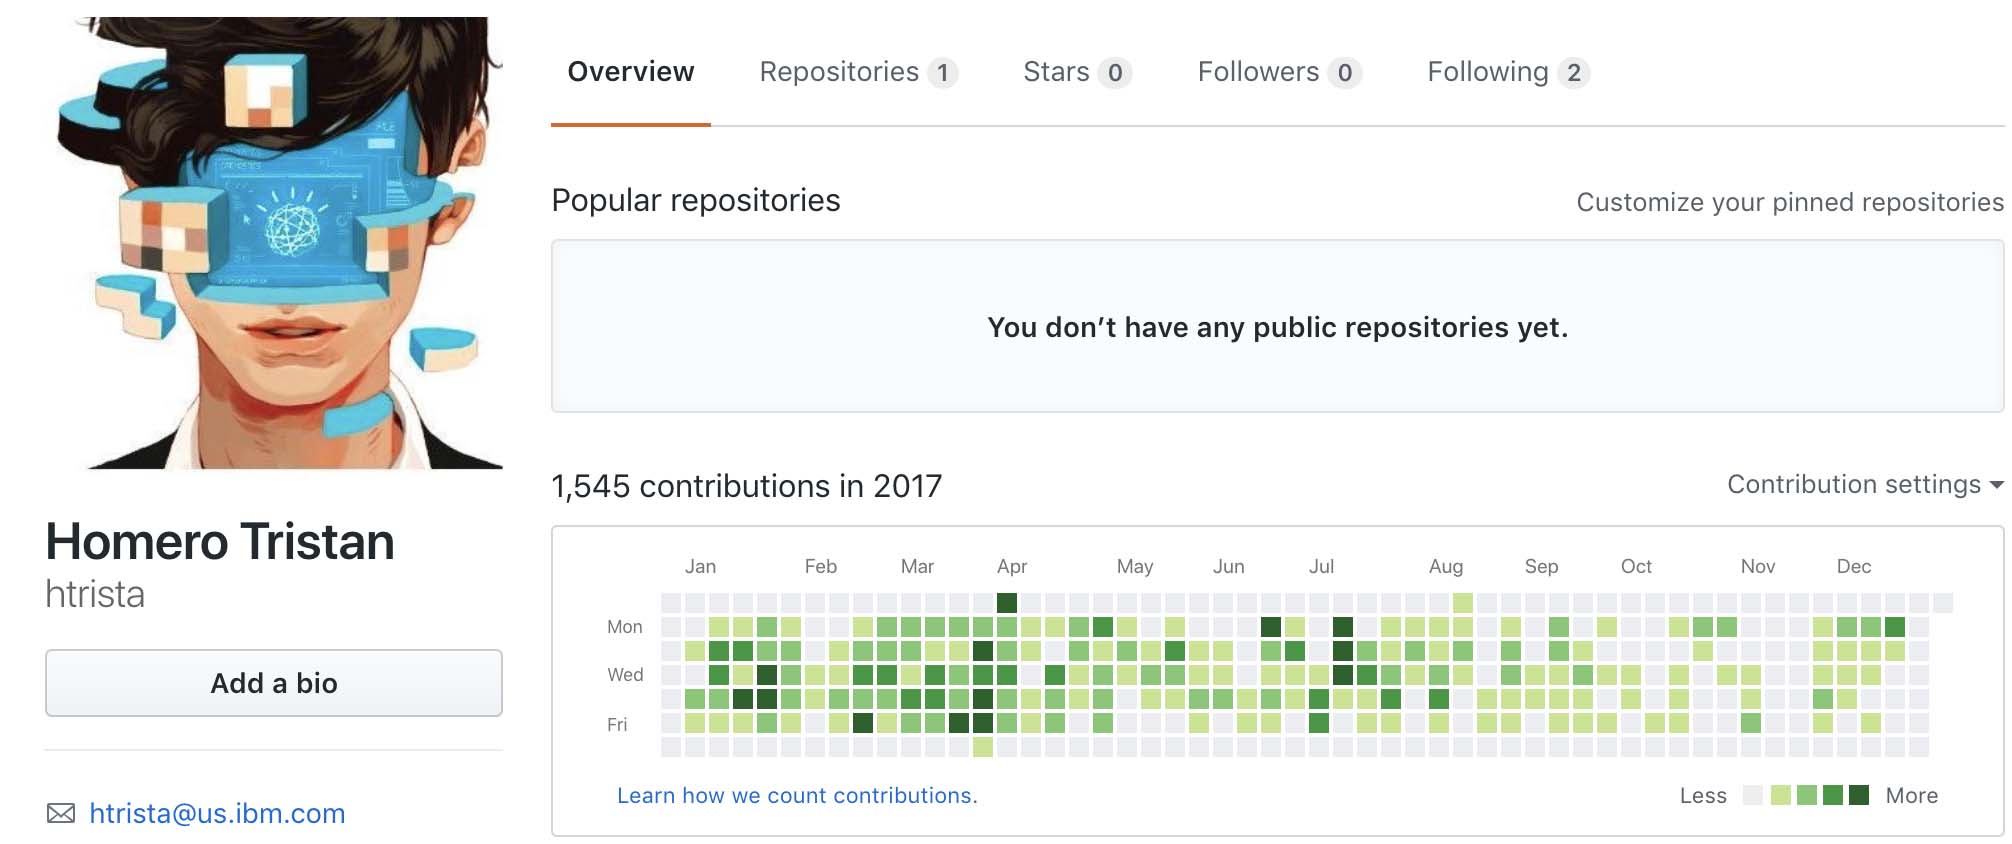 Overview Repositories 1 Stars 0 Followers 0 Following 2
Popular repositories Customize your pinned repositories
You don’t have any public repositories yet.
1,545 contributions in 2017 Contribution settings
Jan Feb Mar Apr May Jun Jul Aug Sep Oct Nov Dec
Mon
Wed
Fri
Learn how we count contributions. Less More
Homero Tristan
htrista
Add a bio
htrista@us.ibm.com